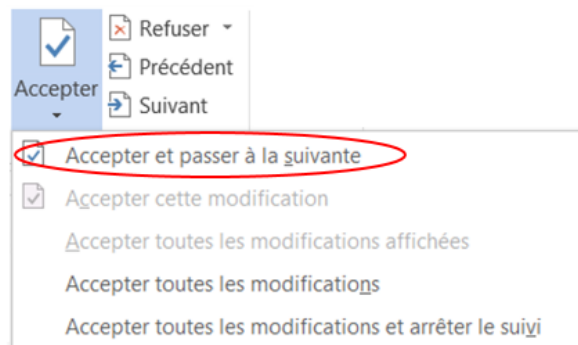 Refuser
Précédent
Accepter
Suivant
Accepter et passer à la suivante
Accepter cette modification
Accepter toutes les modifications affichées
Accepter toutes les modifications
Accepter toutes les modifications et arrêter le suivi